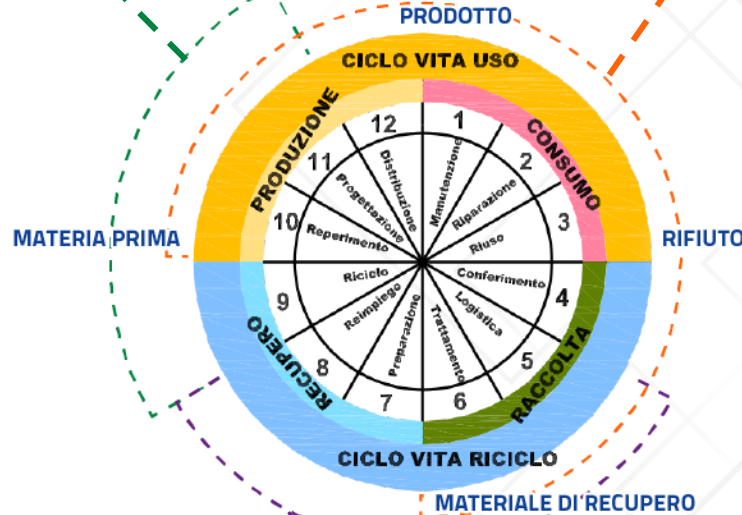 PRODOTTO
CICLO VITA USO
PRODUZIONE
CONSUMO
12
1
11
2
10
3
Distribuzione
Manutenzione
Progettazione
Riparazione
Reperimento
Riuso
MATERIA PRIMA
RIFIUTO
Riciclo
Conferimento
9
4
Reimpiego
Logistica
Preparazione
Trattamento
8
5
7
6
RECUPERO
RACCOLTA
CICLO VITA RICICLO
MATERIALE DI RECUPERO